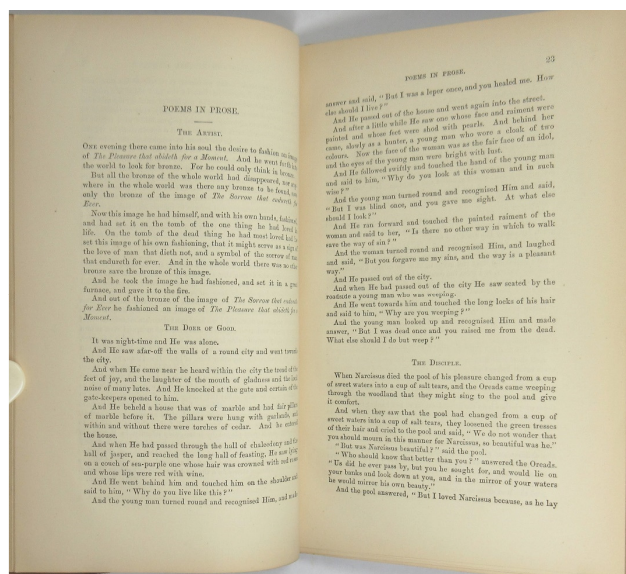 POEMS IN PROSE.
THE ARTIST.
ONE evening there came into his soul the desire to fashion an image
of The Pleasure that abideth for a Moment. And he went forth into
the world to look for bronze. For he could only think in bronze.
But all the bronze of the whole world had disappeared, nor any-
where in the whole world was there any bronze to be found, save
only the bronze of the image of The Sorrow that endureth for
Ever.
Now this image he had himself, and with his own hands, fashioned,
and had set it on the tomb of the one thing he had loved in
life. On the tomb of the dead thing he had most loved had he
set this image of his own fashioning, that it might serve as a sign of
the love of man that dieth not, and a symbol of the sorrow of man
that endureth for ever. And in the whole world there was no other
bronze save the bronze of this image.
And he took the image he had fashioned, and set it in a great
furnace, and gave it to the fire.
And out of the bronze of the image of The Sorrow that endureth
for Ever he fashioned an image of The Pleasure that abideth for a
Moment.
THE DOER OF GOOD.
It was night-time and He was alone.
And He saw afar-off the walls of a round city and went towards
the city.
And when He came near he heard within the city the tread of the
feet of joy, and the laughter of the mouth of gladness and the loud
noise of many lutes. And He knocked at the gate and certain of the
gate-keepers opened to him.
And He beheld a house that was of marble and had fair pillars
of marble before it. The pillars were hung with garlands, and
within and without there were torches of cedar. And he entered
the house.
And when He had passed through the hall of chalcedony and the
hall of jasper, and reached the long hall of feasting, He saw lying
on a couch of sea-purple one whose hair was crowned with red roses
and whose lips were red with wine.
And He went behind him and touched him on the shoulder and
said to him, "Why do you live like this?"
And the young man turned round and recognised Him, and made
23
POEMS IN PROSE.
answer and said, "But I was a leper once, and you healed me. How
else should I live?"
And He passed out of the house and went again into the street.
And after a little while He saw one whose face and raiment were
painted and whose feet were shod with pearls. And behind her
came, slowly as a hunter, a young man who wore a cloak of two
colours. Now the face of the woman was as the fair face of an idol,
and the eyes of the young man were bright with lust.
And He followed swiftly and touched the hand of the young man
and said to him, "Why do you look at this woman and in such
wise?"
And the young man turned round and recognised Him and said,
"But I was blind once, and you gave me sight. At what else
should I look?"
And He ran forward and touched the painted raiment of the
woman and said to her, "Is there no other way in which to walk
save the way of sin?"
And the woman turned round and recognised Him, and laughed
and said, "But you forgave me my sins, and the way is a pleasant
way."
And He passed out of the city.
And when He had passed out of the city He saw seated by the
roadside a young man who was weeping.
And He went towards him and touched the long locks of his hair
and said to him, "Why are you weeping?"
And the young man looked up and recognised Him and made
answer, "But I was dead once and you raised me from the dead.
What else should I do but weep?"
THE DISCIPLE.
When Narcissus died the pool of his pleasure changed from a cup
of sweet waters into a cup of salt tears, and the Oreads came weeping
through the woodland that they might sing to the pool and give
it comfort.
And when they saw that the pool had changed from a cup of
sweet waters into a cup of salt tears, they loosened the green tresses
of their hair and cried to the pool and said, "We do not wonder that
you should mourn in this manner for Narcissus, so beautiful was he."
"But was Narcissus beautiful?" said the pool.
"Who should know that better than you?" answered the Oreads.
"Us did he ever pass by, but you he sought for, and would lie on
your banks and look down at you, and in the mirror of your waters
he would mirror his own beauty."
And the pool answered, "But I loved Narcissus because, as he lay